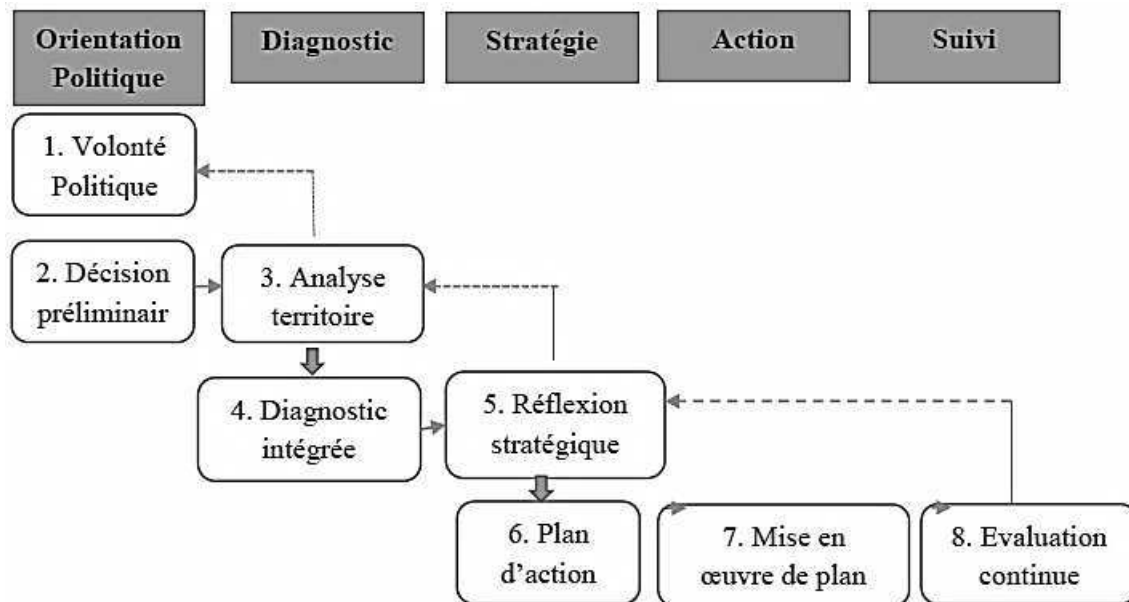 Orientation
Politique
Diagnostic
Stratégie
Action
Suivi
1. Volonté
Politique
2. Décision
préliminair
3. Analyse
territoire
4. Diagnostic
intégrée
5. Réflexion
stratégique
6. Plan
d’action
7. Mise en
œuvre de plan
8. Evaluation
continue